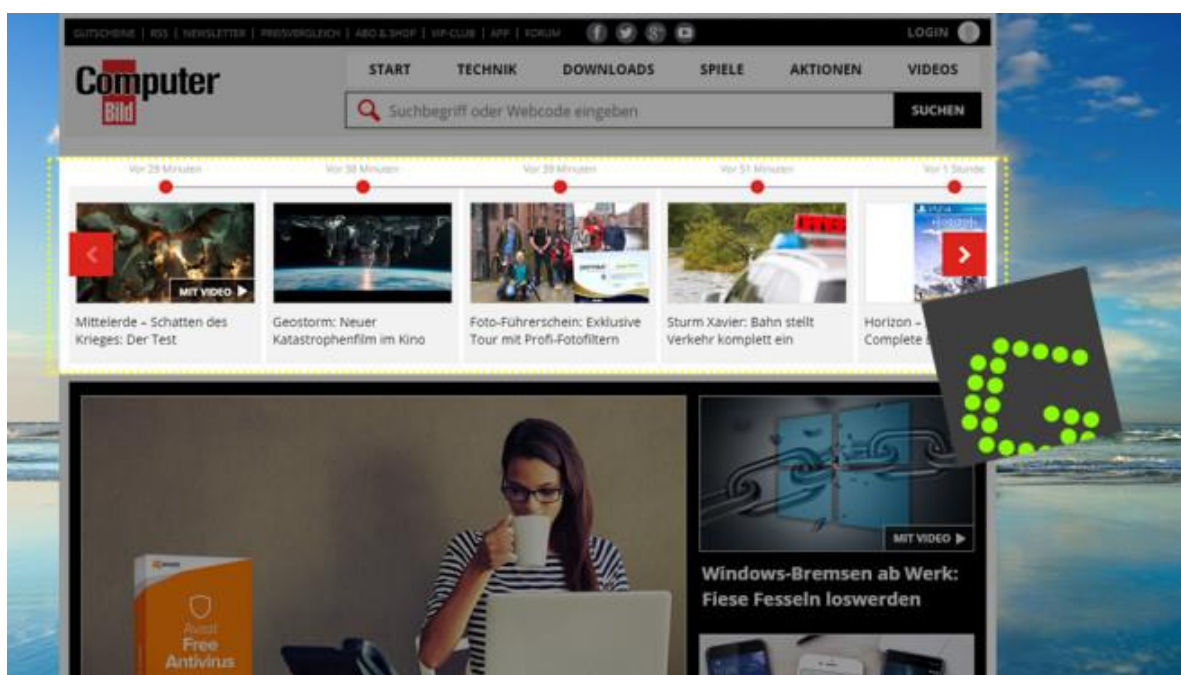 GUTSCHEINE | RSS | NEWSLETTER | PREISVERGLEICH | ABO & SHOP | VIP-CLUB | APP | FORUM
LOGIN
Computer
Bild
START TECHNIK DOWNLOADS SPIELE AKTIONEN VIDEOS
Suchbegriff oder Webcode eingeben
SUCHEN
Vor 29 Minuten
Vor 38 Minuten
Vor 39 Minuten
Vor 51 Minuten
Vor 1 Stunde
MIT VIDEO
Mittelerde – Schatten des
Krieges: Der Test
Geostorm: Neuer
Katastrophenfilm im Kino
Foto-Führerschein: Exklusive
Tour mit Profi-Fotofiltern
Sturm Xavier: Bahn stellt
Verkehr komplett ein
PS4
Horizon –
Complete
G
MIT VIDEO
Windows-Bremsen ab Werk:
Fiese Fesseln loswerden
Avast
Free
Antivirus